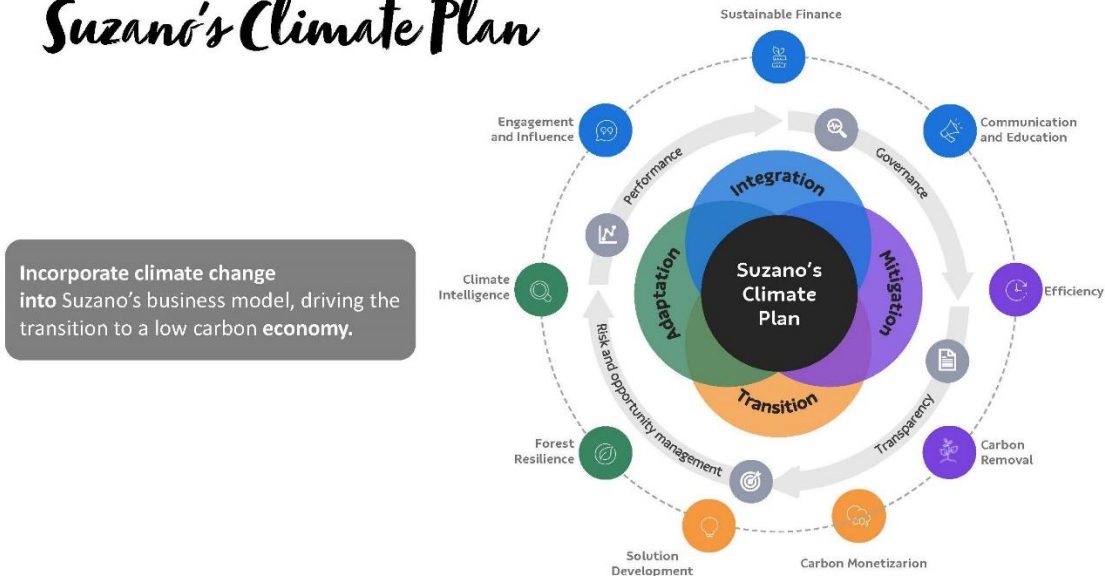 Suzano's Climate Plan
Incorporate climate change
into Suzano's business model, driving the
transition to a low carbon economy.
Sustainable Finance
Engagement
and Influence
Communication
and Education
Performance
Governance
Integration
Adaptation
Mitigation
Suzano's
Climate
Plan
Climate
Intelligence
Efficiency
Transition
Risk and opportunity management
Transparency
Forest
Resilience
Carbon
Removal
Solution
Development
CO₂
Carbon Monetizarion